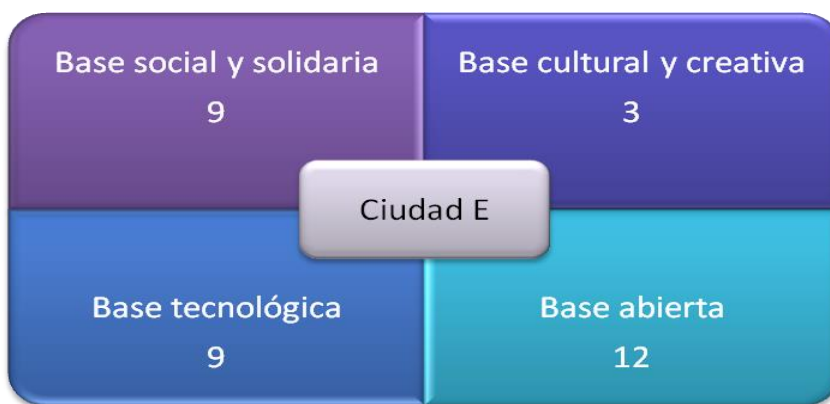 Base social y solidaria
9
Base cultural y creativa
3
Ciudad E
Base tecnológica
9
Base abierta
12